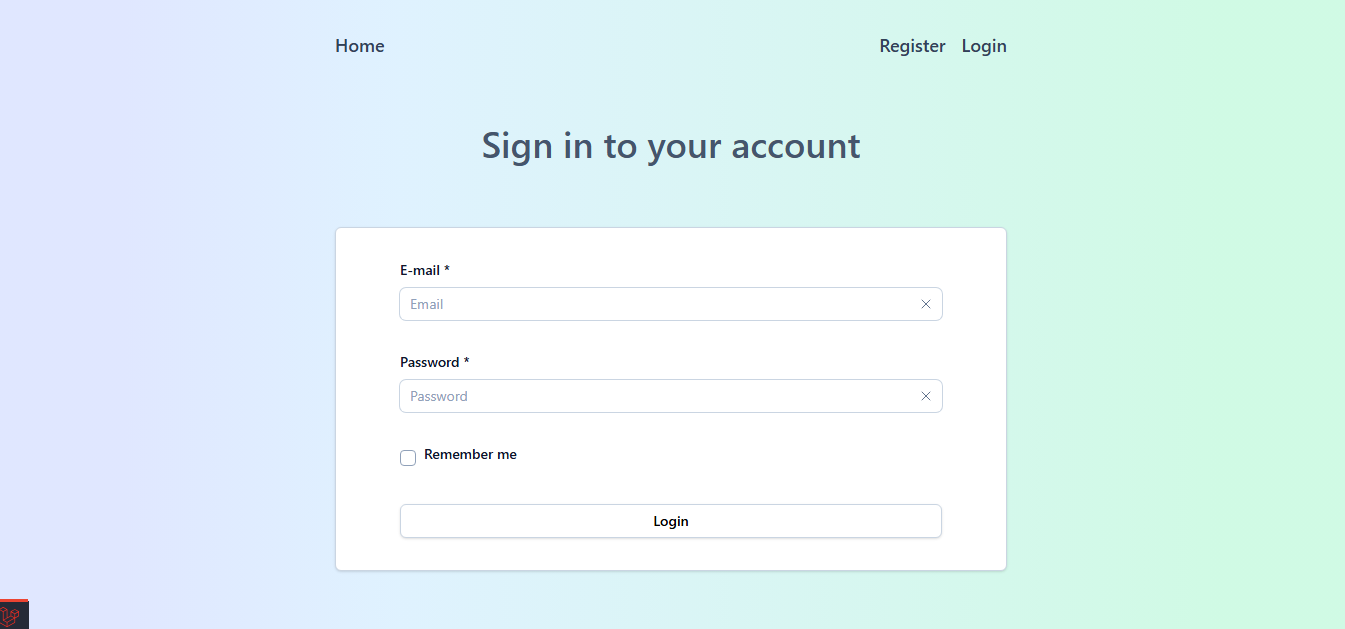 Home
Register Login
Sign in to your account
E-mail *
Email
Password *
Password
Remember me
Login